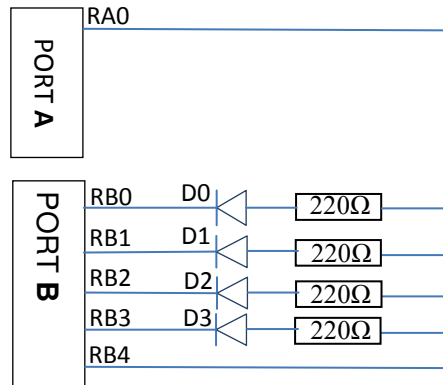 RA0
PORT A
RB0 D0 220Ω
RB1 D1 220Ω
RB2 D2 220Ω
RB3 D3 220Ω
RB4
PORT B